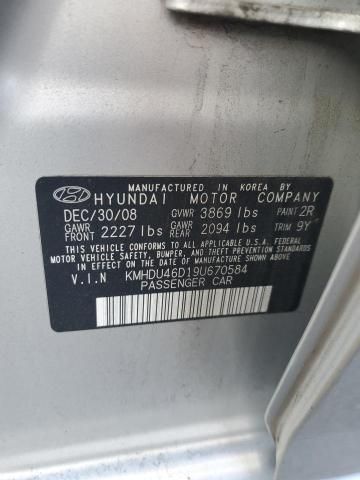 MANUFACTURED IN KOREA BY
HYUNDAI MOTOR COMPANY
DEC/30/08 GVWR 3869 lbs PAINT 2R
GAWR FRONT 2227 lbs GAWR REAR 2094 lbs TRIM 9Y
THIS VEHICLE CONFORMS TO ALL APPLICABLE U.S.A. FEDERAL
MOTOR VEHICLE SAFETY, BUMPER, AND THEFT PREVENTION
STANDARDS IN EFFECT ON THE DATE OF MANUFACTURE SHOWN ABOVE.
V.I.N KMHDU46D19U670584
PASSENGER CAR